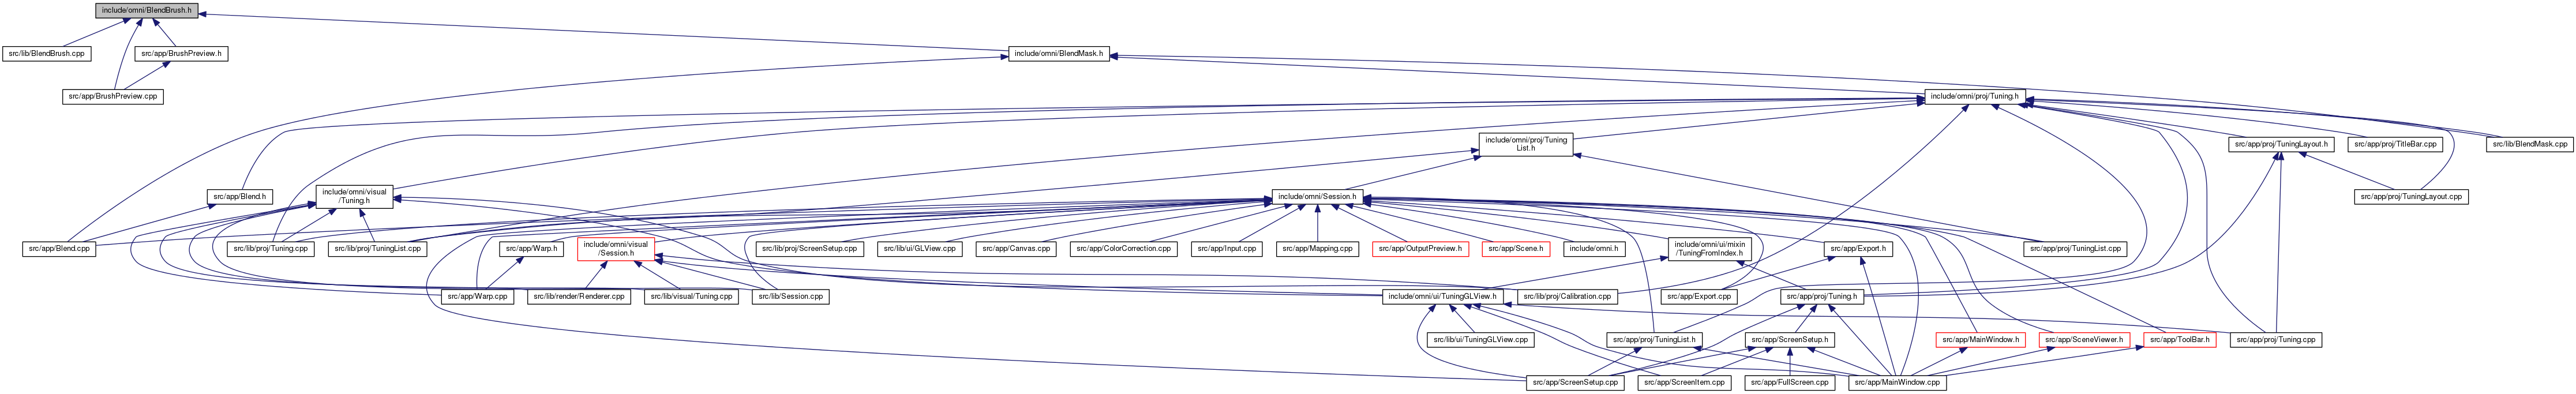 include/omni/BlendBrush.h
src/lib/BlendBrush.cpp
src/app/BrushPreview.h
include/omni/BlendMask.h
src/app/BrushPreview.cpp
include/omni/proj/Tuning.h
include/omni/proj/Tuning
List.h
src/app/proj/TuningLayout.h
src/app/proj/TitleBar.cpp
src/lib/BlendMask.cpp
src/app/Blend.h
include/omni/visual
/Tuning.h
include/omni/Session.h
src/app/proj/TuningLayout.cpp
src/app/Blend.cpp
src/lib/proj/Tuning.cpp
src/lib/proj/TuningList.cpp
src/app/Warp.h
include/omni/visual
/Session.h
src/lib/proj/ScreenSetup.cpp
src/lib/ui/GLView.cpp
src/app/Canvas.cpp
src/app/ColorCorrection.cpp
src/app/Input.cpp
src/app/Mapping.cpp
src/app/OutputPreview.h
src/app/Scene.h
include/omni.h
include/omni/ui/mixin
/TuningFromIndex.h
src/app/Export.h
src/app/proj/TuningList.cpp
src/app/Warp.cpp
src/lib/render/Renderer.cpp
src/lib/visual/Tuning.cpp
src/lib/Session.cpp
include/omni/ui/TuningGLView.h
src/lib/proj/Calibration.cpp
src/app/Export.cpp
src/app/proj/Tuning.h
src/lib/ui/TuningGLView.cpp
src/app/proj/TuningList.h
src/app/ScreenSetup.h
src/app/MainWindow.h
src/app/SceneViewer.h
src/app/ToolBar.h
src/app/proj/Tuning.cpp
src/app/ScreenSetup.cpp
src/app/ScreenItem.cpp
src/app/FullScreen.cpp
src/app/MainWindow.cpp